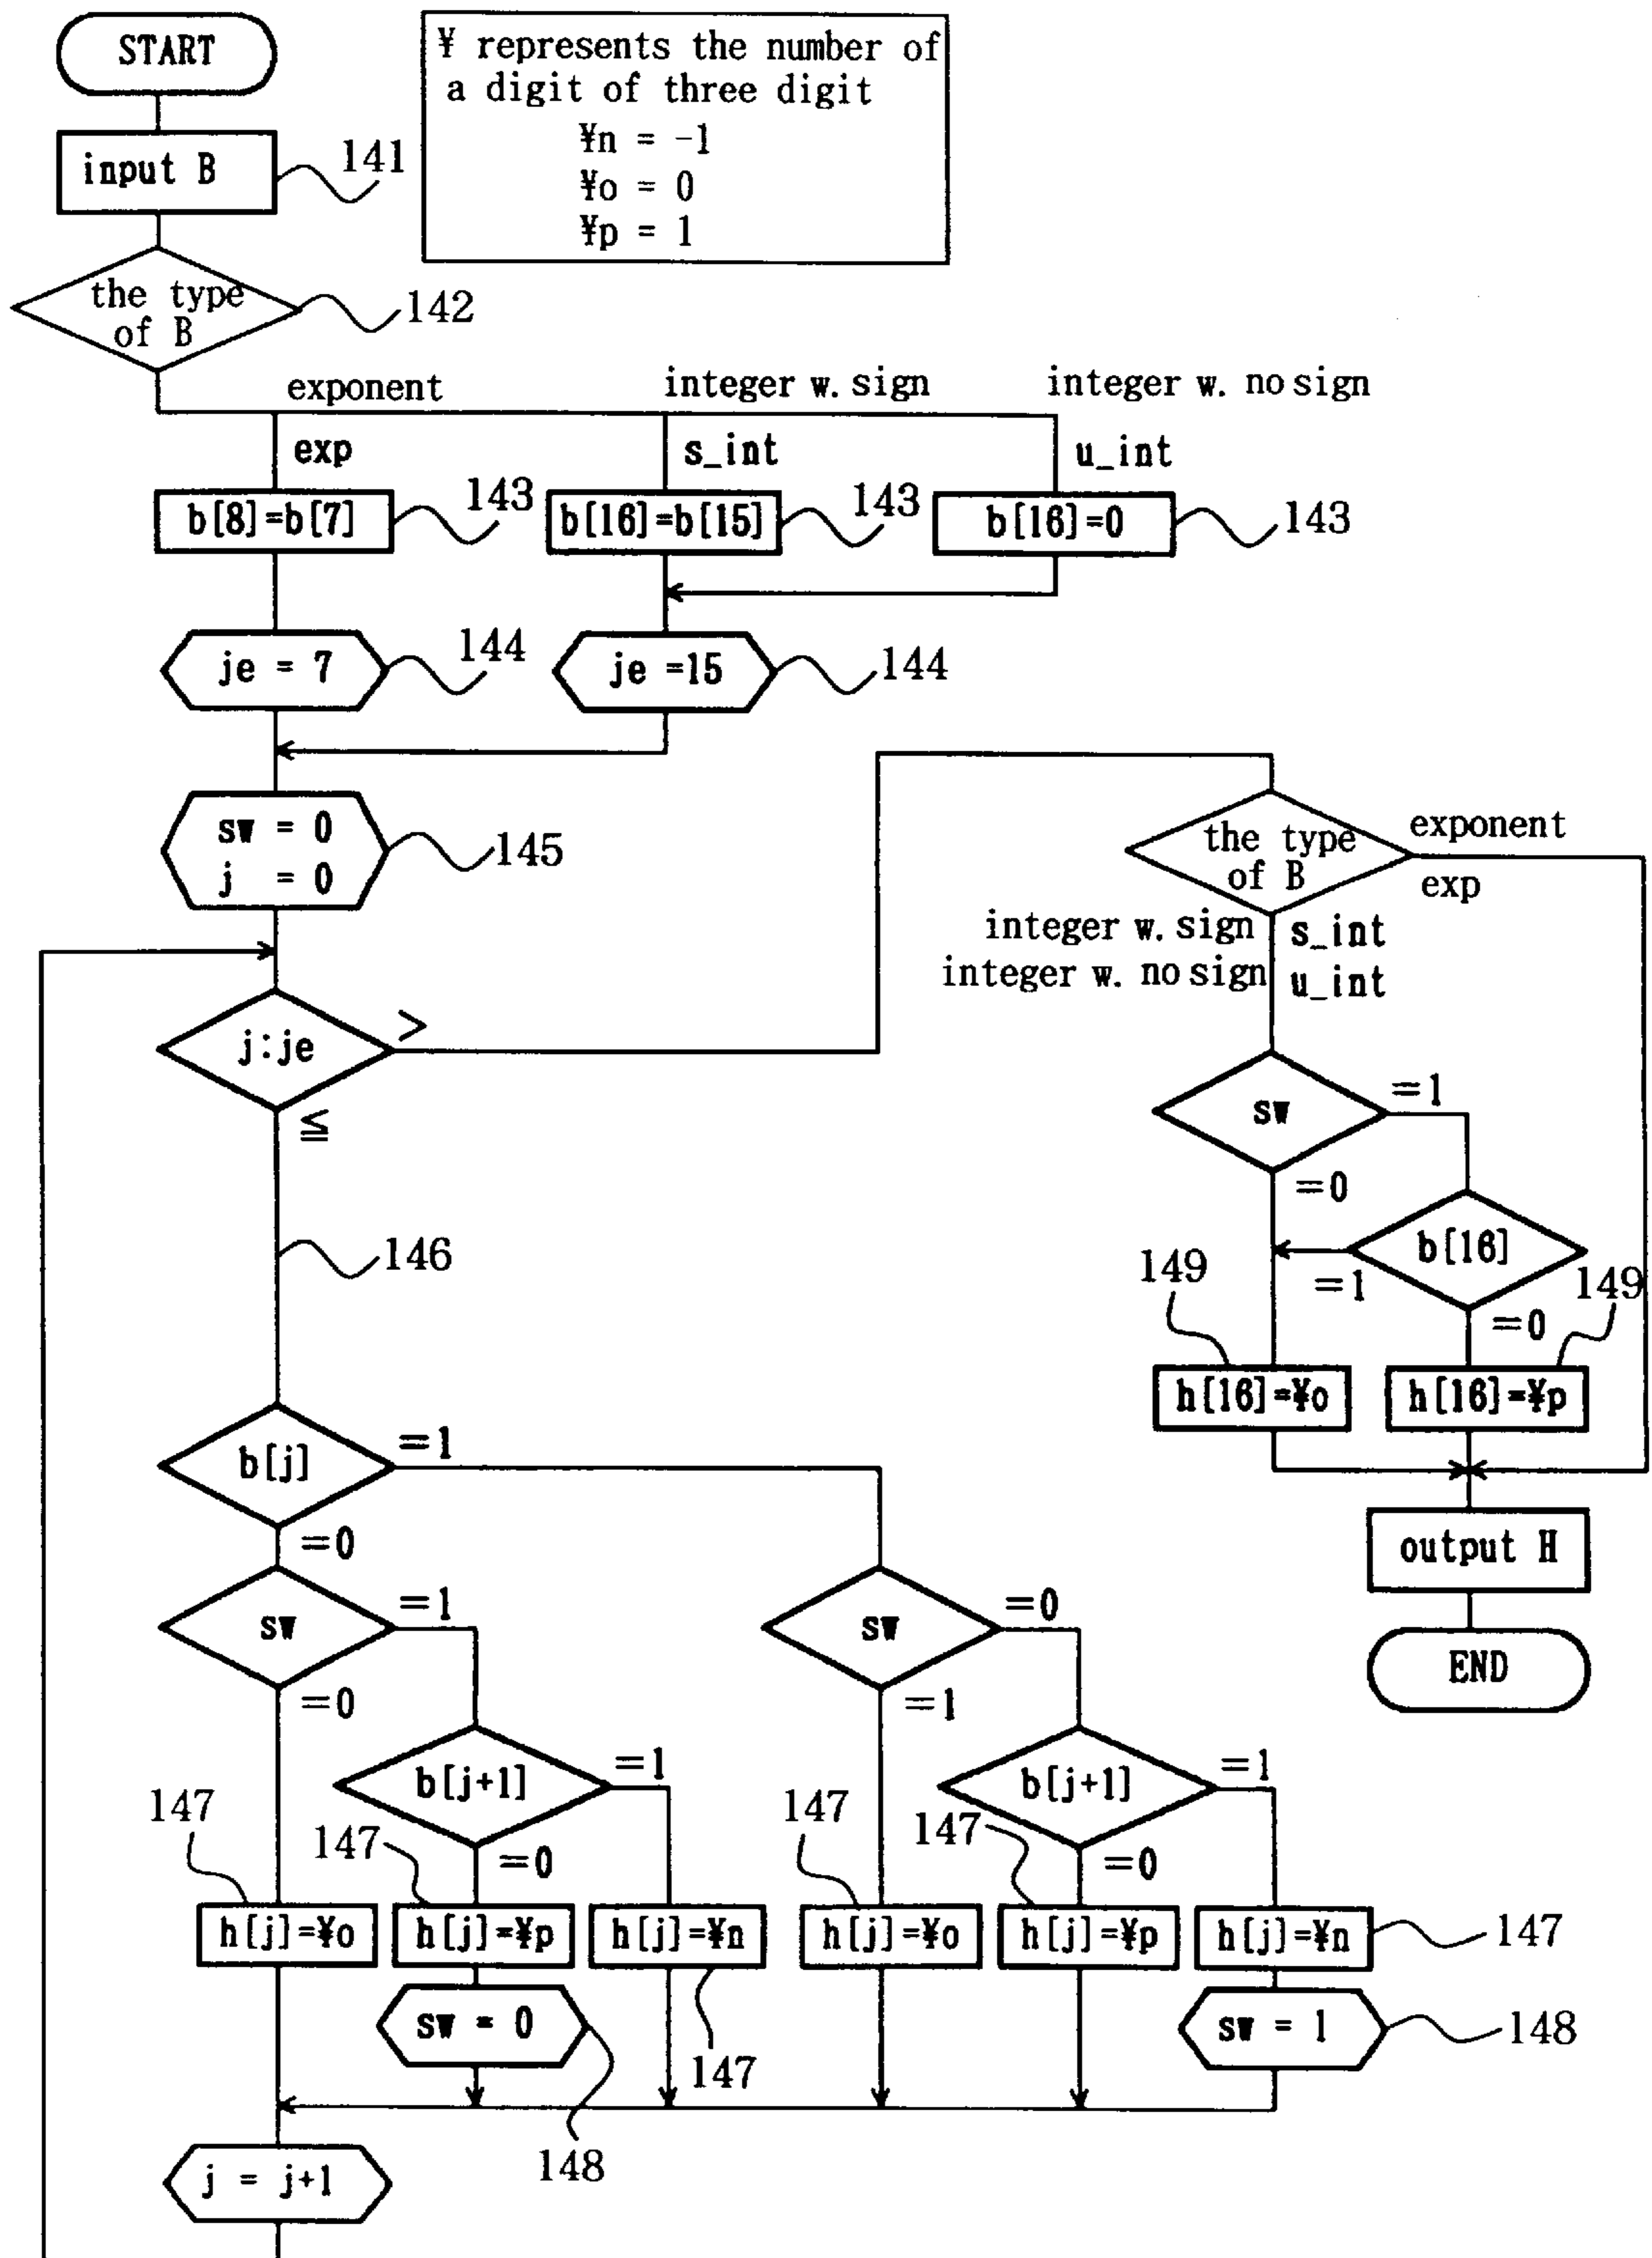 START
¥ represents the number of
a digit of three digit
¥n = -1
¥o = 0
¥p = 1
input B
141
the type
of B
142
exponent
integer w. sign
integer w. no sign
exp
s_int
u_int
b[8]=b[7]
143
b[16]=b[15]
143
b[16]=0
143
je = 7
144
je =15
144
sw = 0
j = 0
145
the type
of B
exponent
exp
integer w. sign
s_int
integer w. no sign
u_int
j:je
>
≦
sw
=1
=0
146
b[16]
=1
=0
149
149
h[16]=¥o
h[16]=¥p
b[j]
=1
=0
output H
END
sw
=1
=0
sw
=0
=1
b[j+1]
=1
=0
b[j+1]
=1
=0
147
147
147
147
h[j]=¥o
h[j]=¥p
h[j]=¥n
h[j]=¥o
h[j]=¥p
h[j]=¥n
147
sw = 0
147
sw = 1
148
148
j = j+1